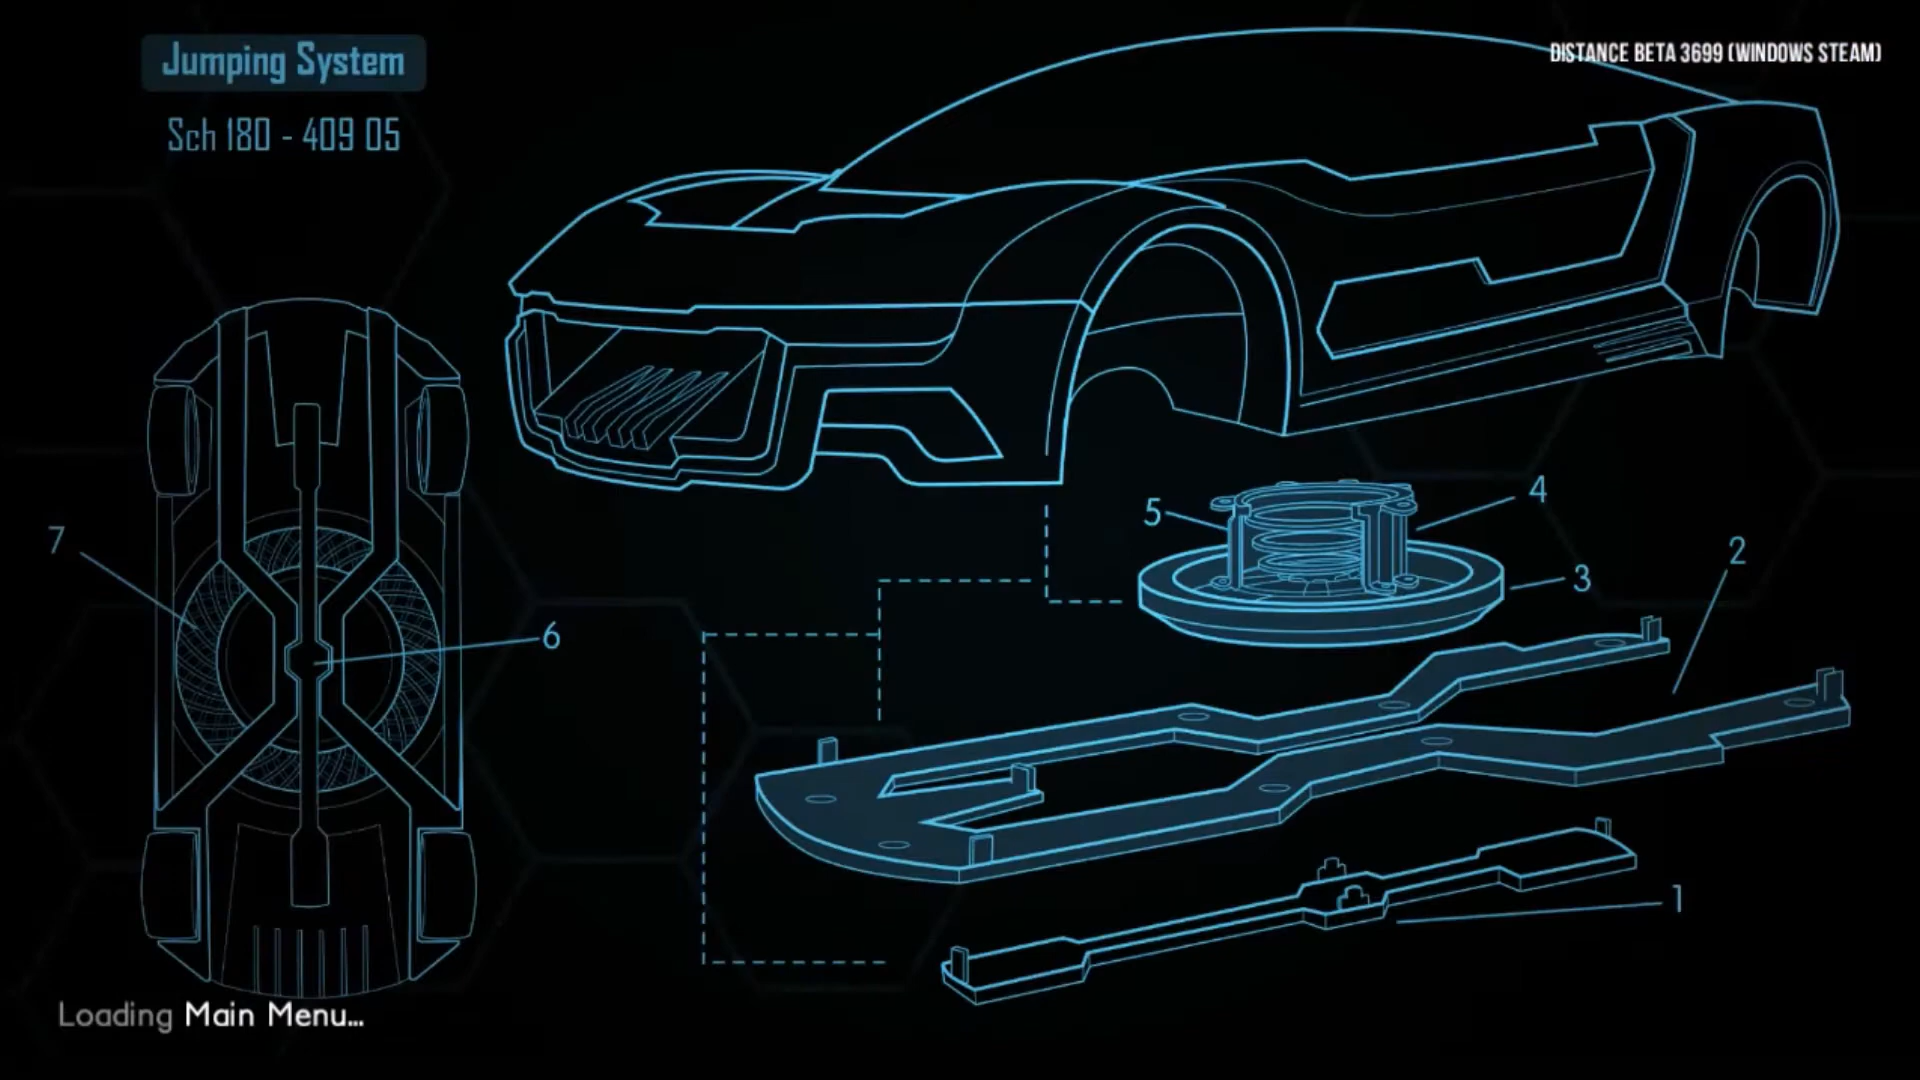 Jumping System
Sch 180 - 409 05
DISTANCE BETA 3699 (WINDOWS STEAM)
5
4
7
2
3
6
1
Loading Main Menu...